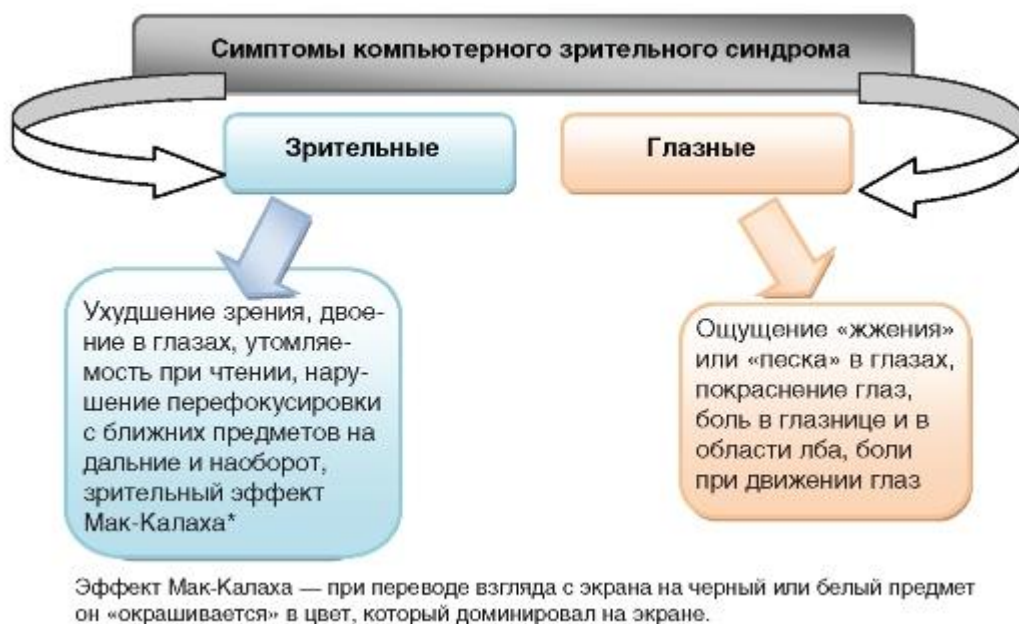 Симптомы компьютерного зрительного синдрома
Зрительные
Глазные
Ухудшение зрения, двое-
ние в глазах, утомляе-
мость при чтении, нару-
шение перефокусировки
с ближних предметов на
дальние и наоборот,
зрительный эффект
Мак-Калаха*
Ощущение «жжения»
или «песка» в глазах,
покраснение глаз,
боль в глазнице и в
области лба, боли
при движении глаз
Эффект Мак-Калаха — при переводе взгляда с экрана на черный или белый предмет
он «окрашивается» в цвет, который доминировал на экране.